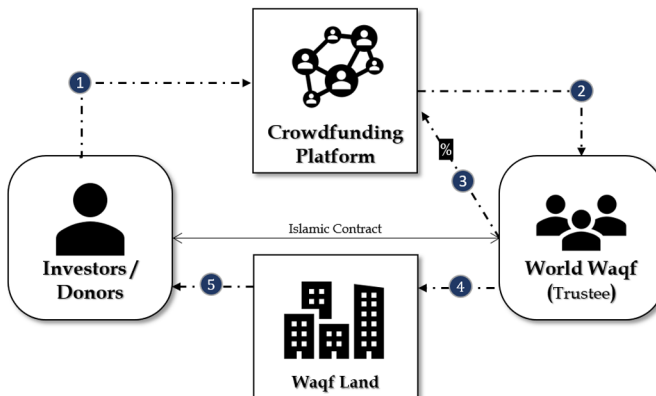 1
2
Crowdfunding
Platform
%
3
Islamic Contract
Investors /
Donors
World Waqf
(Trustee)
5
4
Waqf Land